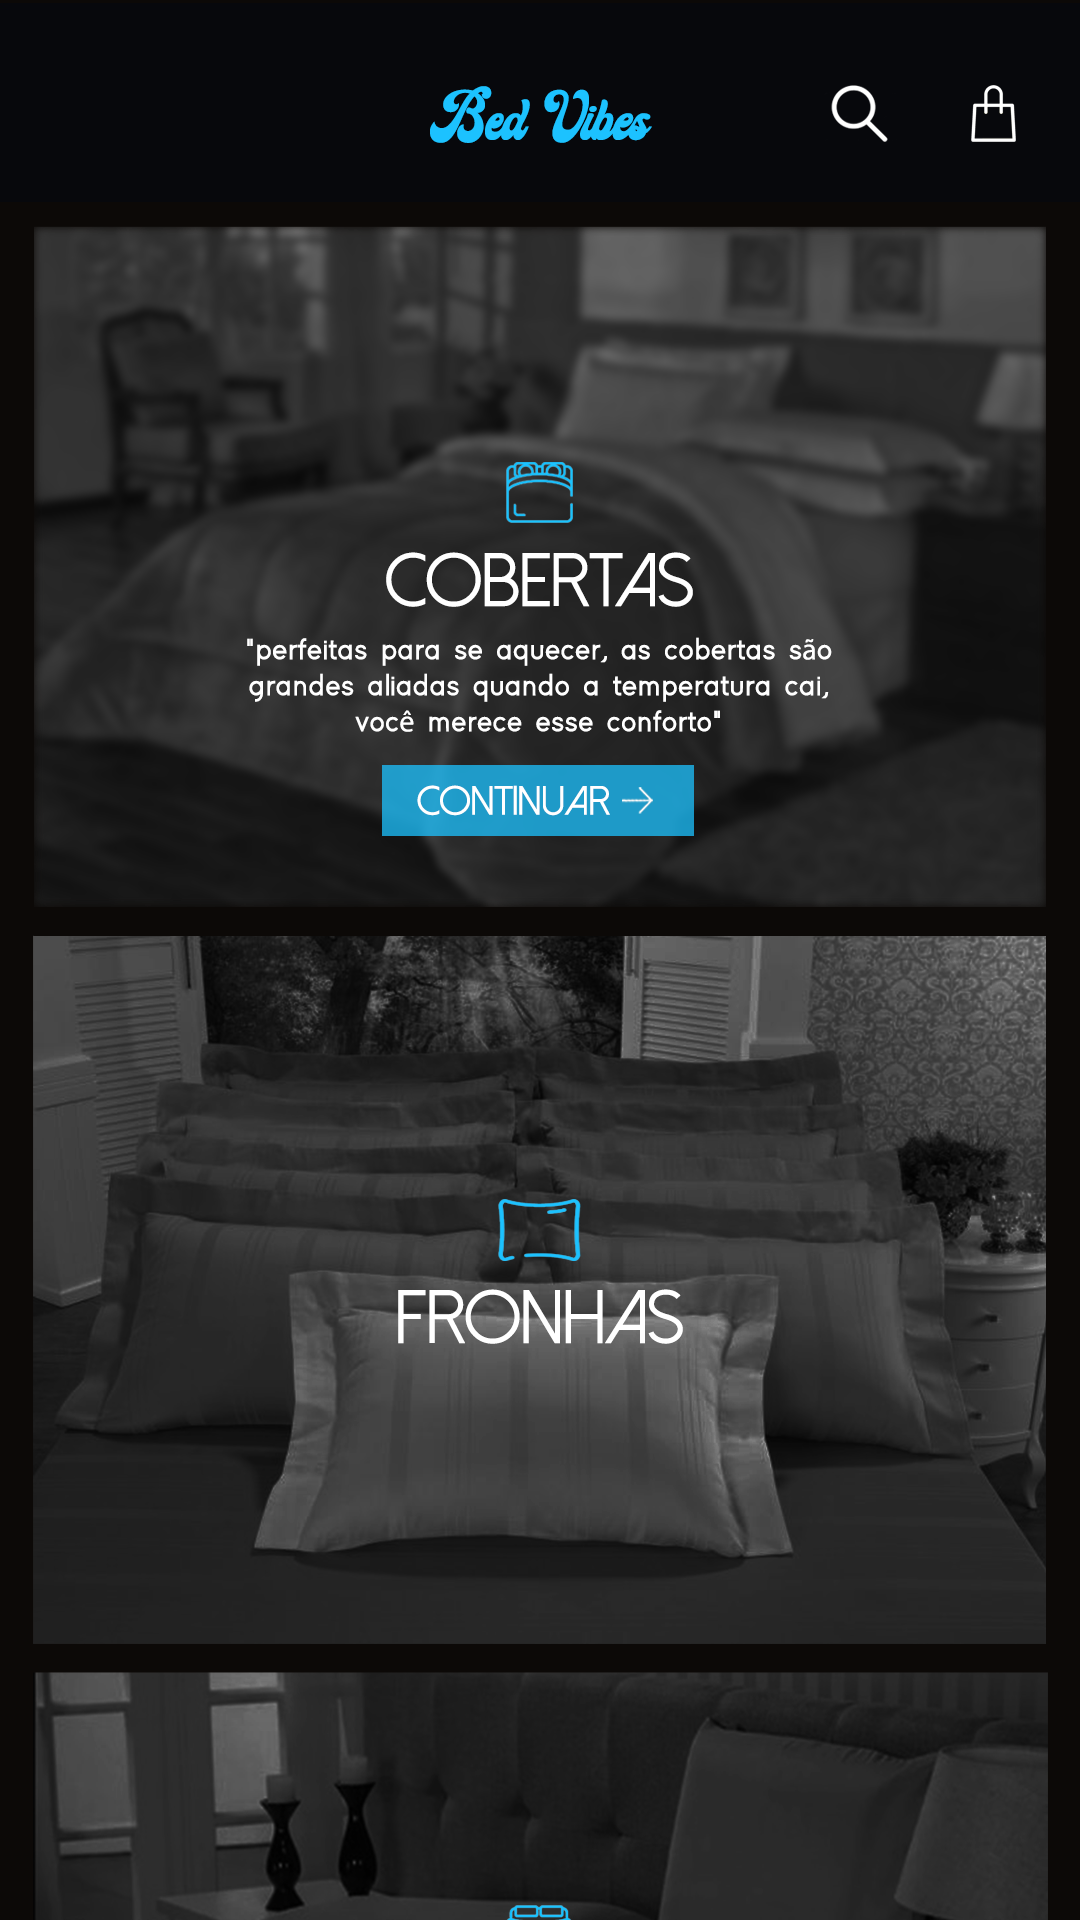 Bed Vibes
COBERTAS
"perfeitas para se aquecer, as cobertas são
grandes aliadas quando a temperatura cai,
você merece esse conforto"
CONTINUAR →
FRONHAS